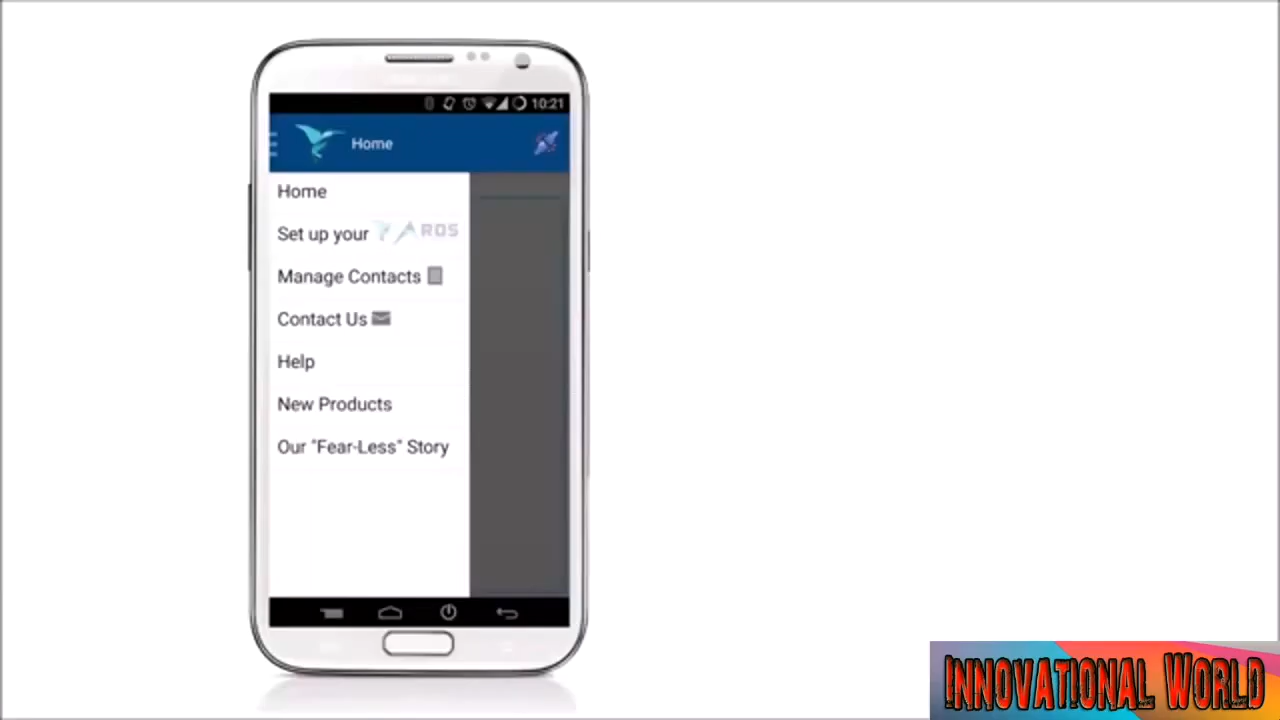 10:21
Home
Home
Set up your AROS
Manage Contacts
Contact Us
Help
New Products
Our "Fear-Less" Story
INNOVATIONAL WORLD